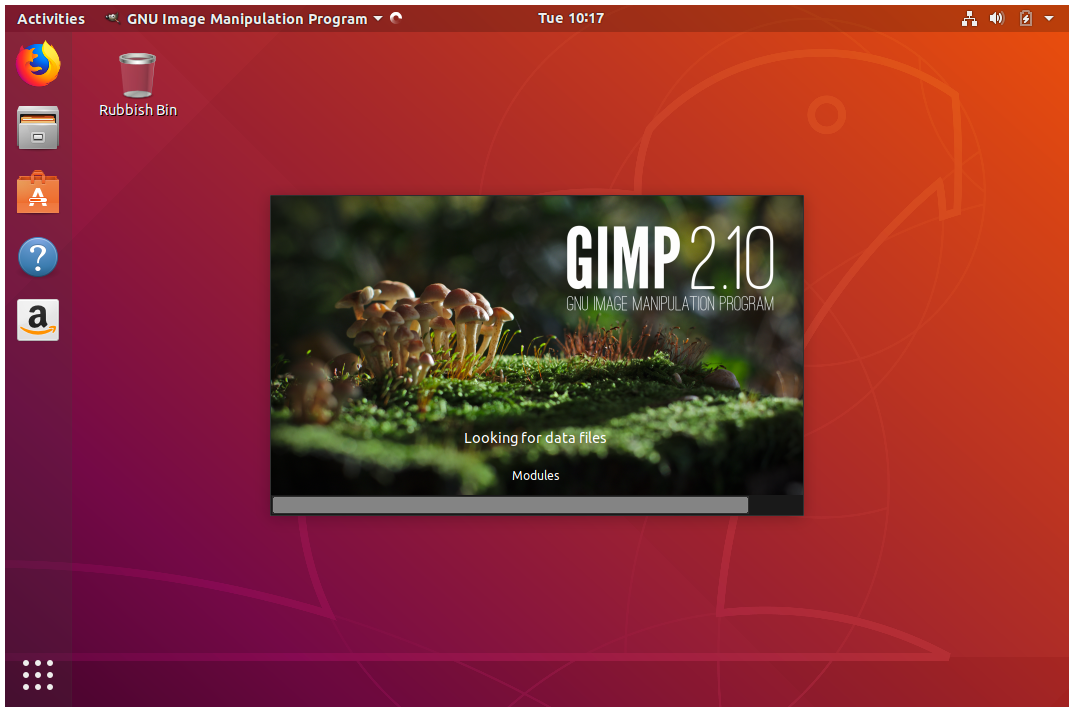 Activities
GNU Image Manipulation Program
Tue 10:17
Rubbish Bin
A
?
a
GIMP 2.10
GNU IMAGE MANIPULATION PROGRAM
Looking for data files
Modules